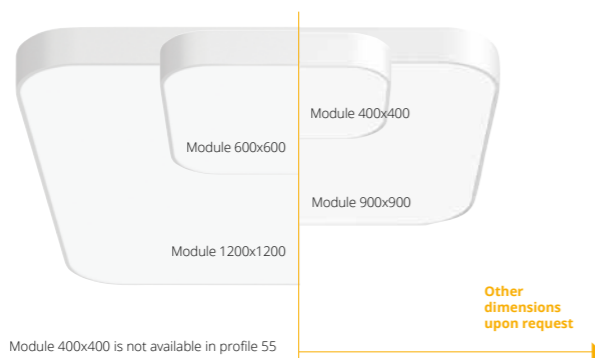 Module 400x400
Module 600x600
Module 900x900
Module 1200x1200
Other
dimensions
upon request
Module 400x400 is not available in profile 55